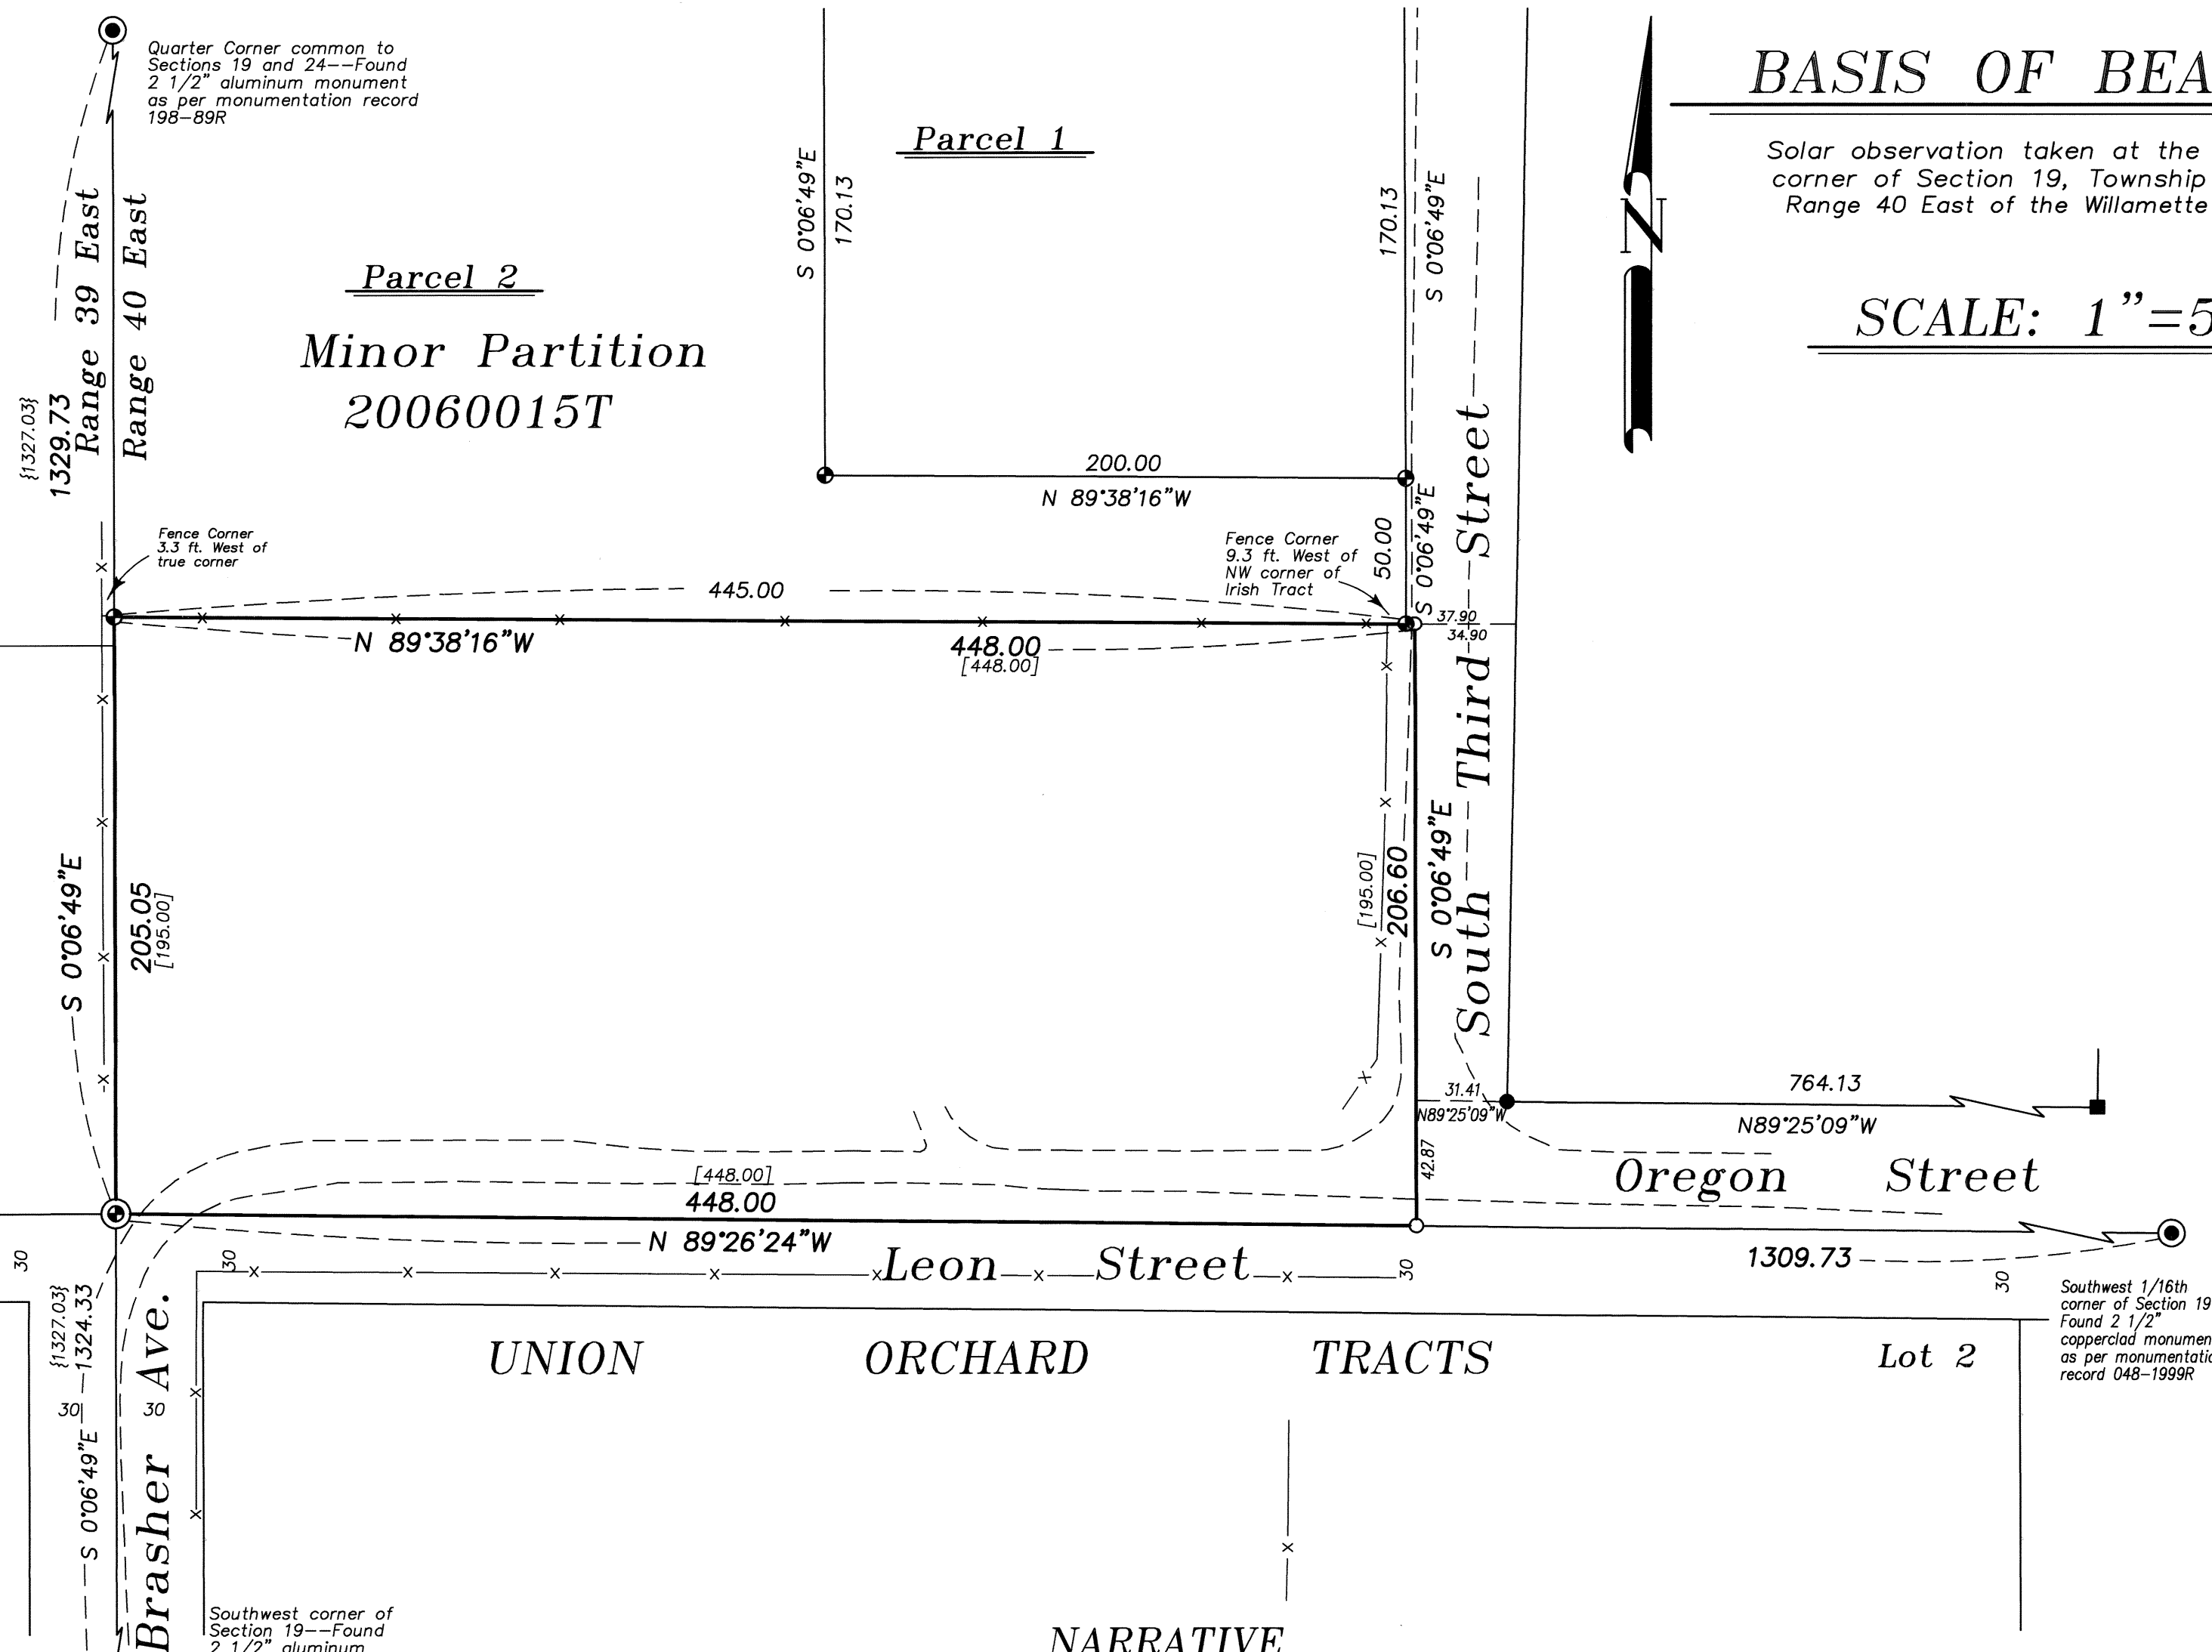 Quarter Corner common to
Sections 19 and 24--Found
2 1/2" aluminum monument
as per monumentation record
198-89R
Parcel 1
BASIS OF BEA
Solar observation taken at the
corner of Section 19, Township
Range 40 East of the Willamette
SCALE: 1"=5
N
Range 39 East
Range 40 East
{1327.03}
1329.73
Parcel 2
Minor Partition
20060015T
S 0°06'49"E
170.13
170.13
S 0°06'49"E
200.00
N 89°38'16"W
50.00
S 0°06'49"E
Fence Corner
3.3 ft. West of
true corner
Fence Corner
9.3 ft. West of
NW corner of
Irish Tract
445.00
N 89°38'16"W
448.00
[448.00]
37.90
34.90
South Third Street
S 0°06'49"E
205.05
[195.00]
[195.00]
206.60
S 0°06'49"E
31.41
N89°25'09"W
42.87
764.13
N89°25'09"W
Oregon Street
[448.00]
448.00
N 89°26'24"W
Leon Street
1309.73
30
30
30
30
Southwest 1/16th
corner of Section 19
Found 2 1/2"
copperclad monumen
as per monumentatio
record 048-1999R
{1327.03}
1324.33
30
30
S 0°06'49"E
Brasher Ave.
UNION ORCHARD TRACTS
Lot 2
Southwest corner of
Section 19--Found
2 1/2" aluminum
NARRATIVE